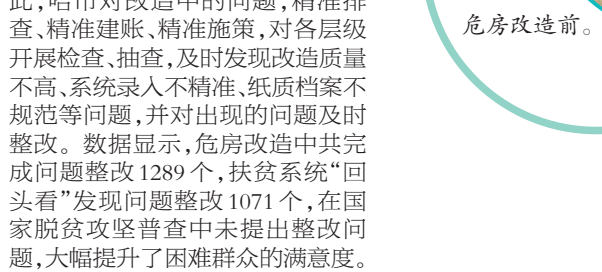 此,哈市对改造中的问题,精准排
查、精准建账、精准施策,对各层级
开展检查、抽查,及时发现改造质量
不高、系统录入不精准、纸质档案不
规范等问题,并对出现的问题及时
整改。数据显示,危房改造中共完
成问题整改1289个,扶贫系统“回
头看”发现问题整改1071个,在国
家脱贫攻坚普查中未提出整改问
题,大幅提升了困难群众的满意度。
危房改造前。